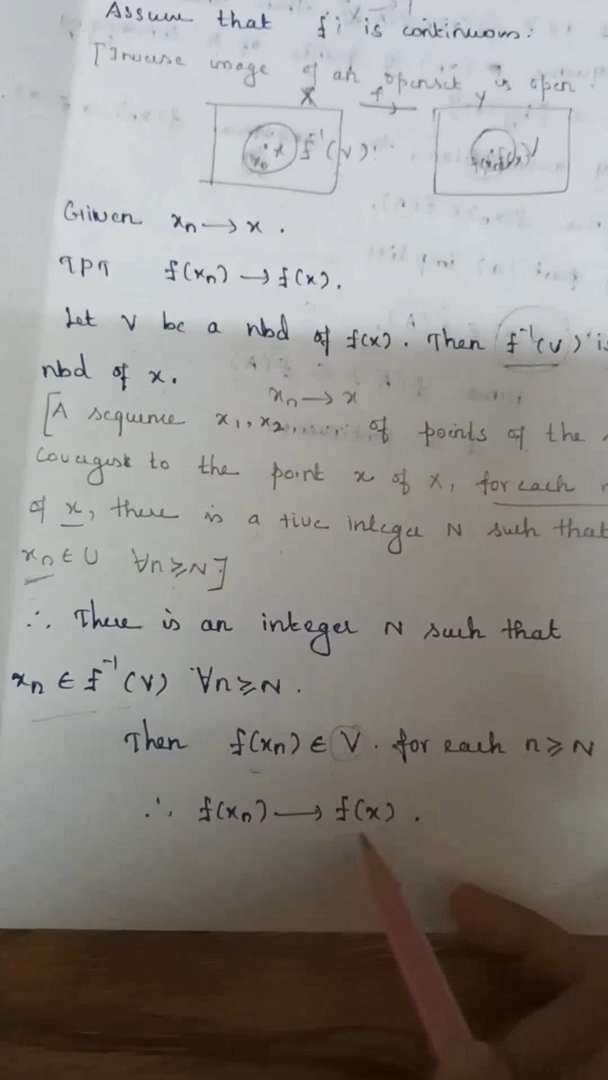 Assume that f is continuous.
[Inverse image of an openset is open.
X f Y
xn x f⁻¹(V) V
Given xn → x.
TPT f(xn) → f(x).
Let V be a nbd of f(x). Then f⁻¹(V) is
nbd of x.
xn → x
[A sequence x1, x2, ...... of points of the
to the point x of X, for each
of x, there is a +ive integer N such that
xn ∈ U ∀n ≥ N]
∴ There is an integer N such that
xn ∈ f⁻¹(V) ∀n ≥ N.
Then f(xn) ∈ V. for each n ≥ N
∴ f(xn) → f(x).